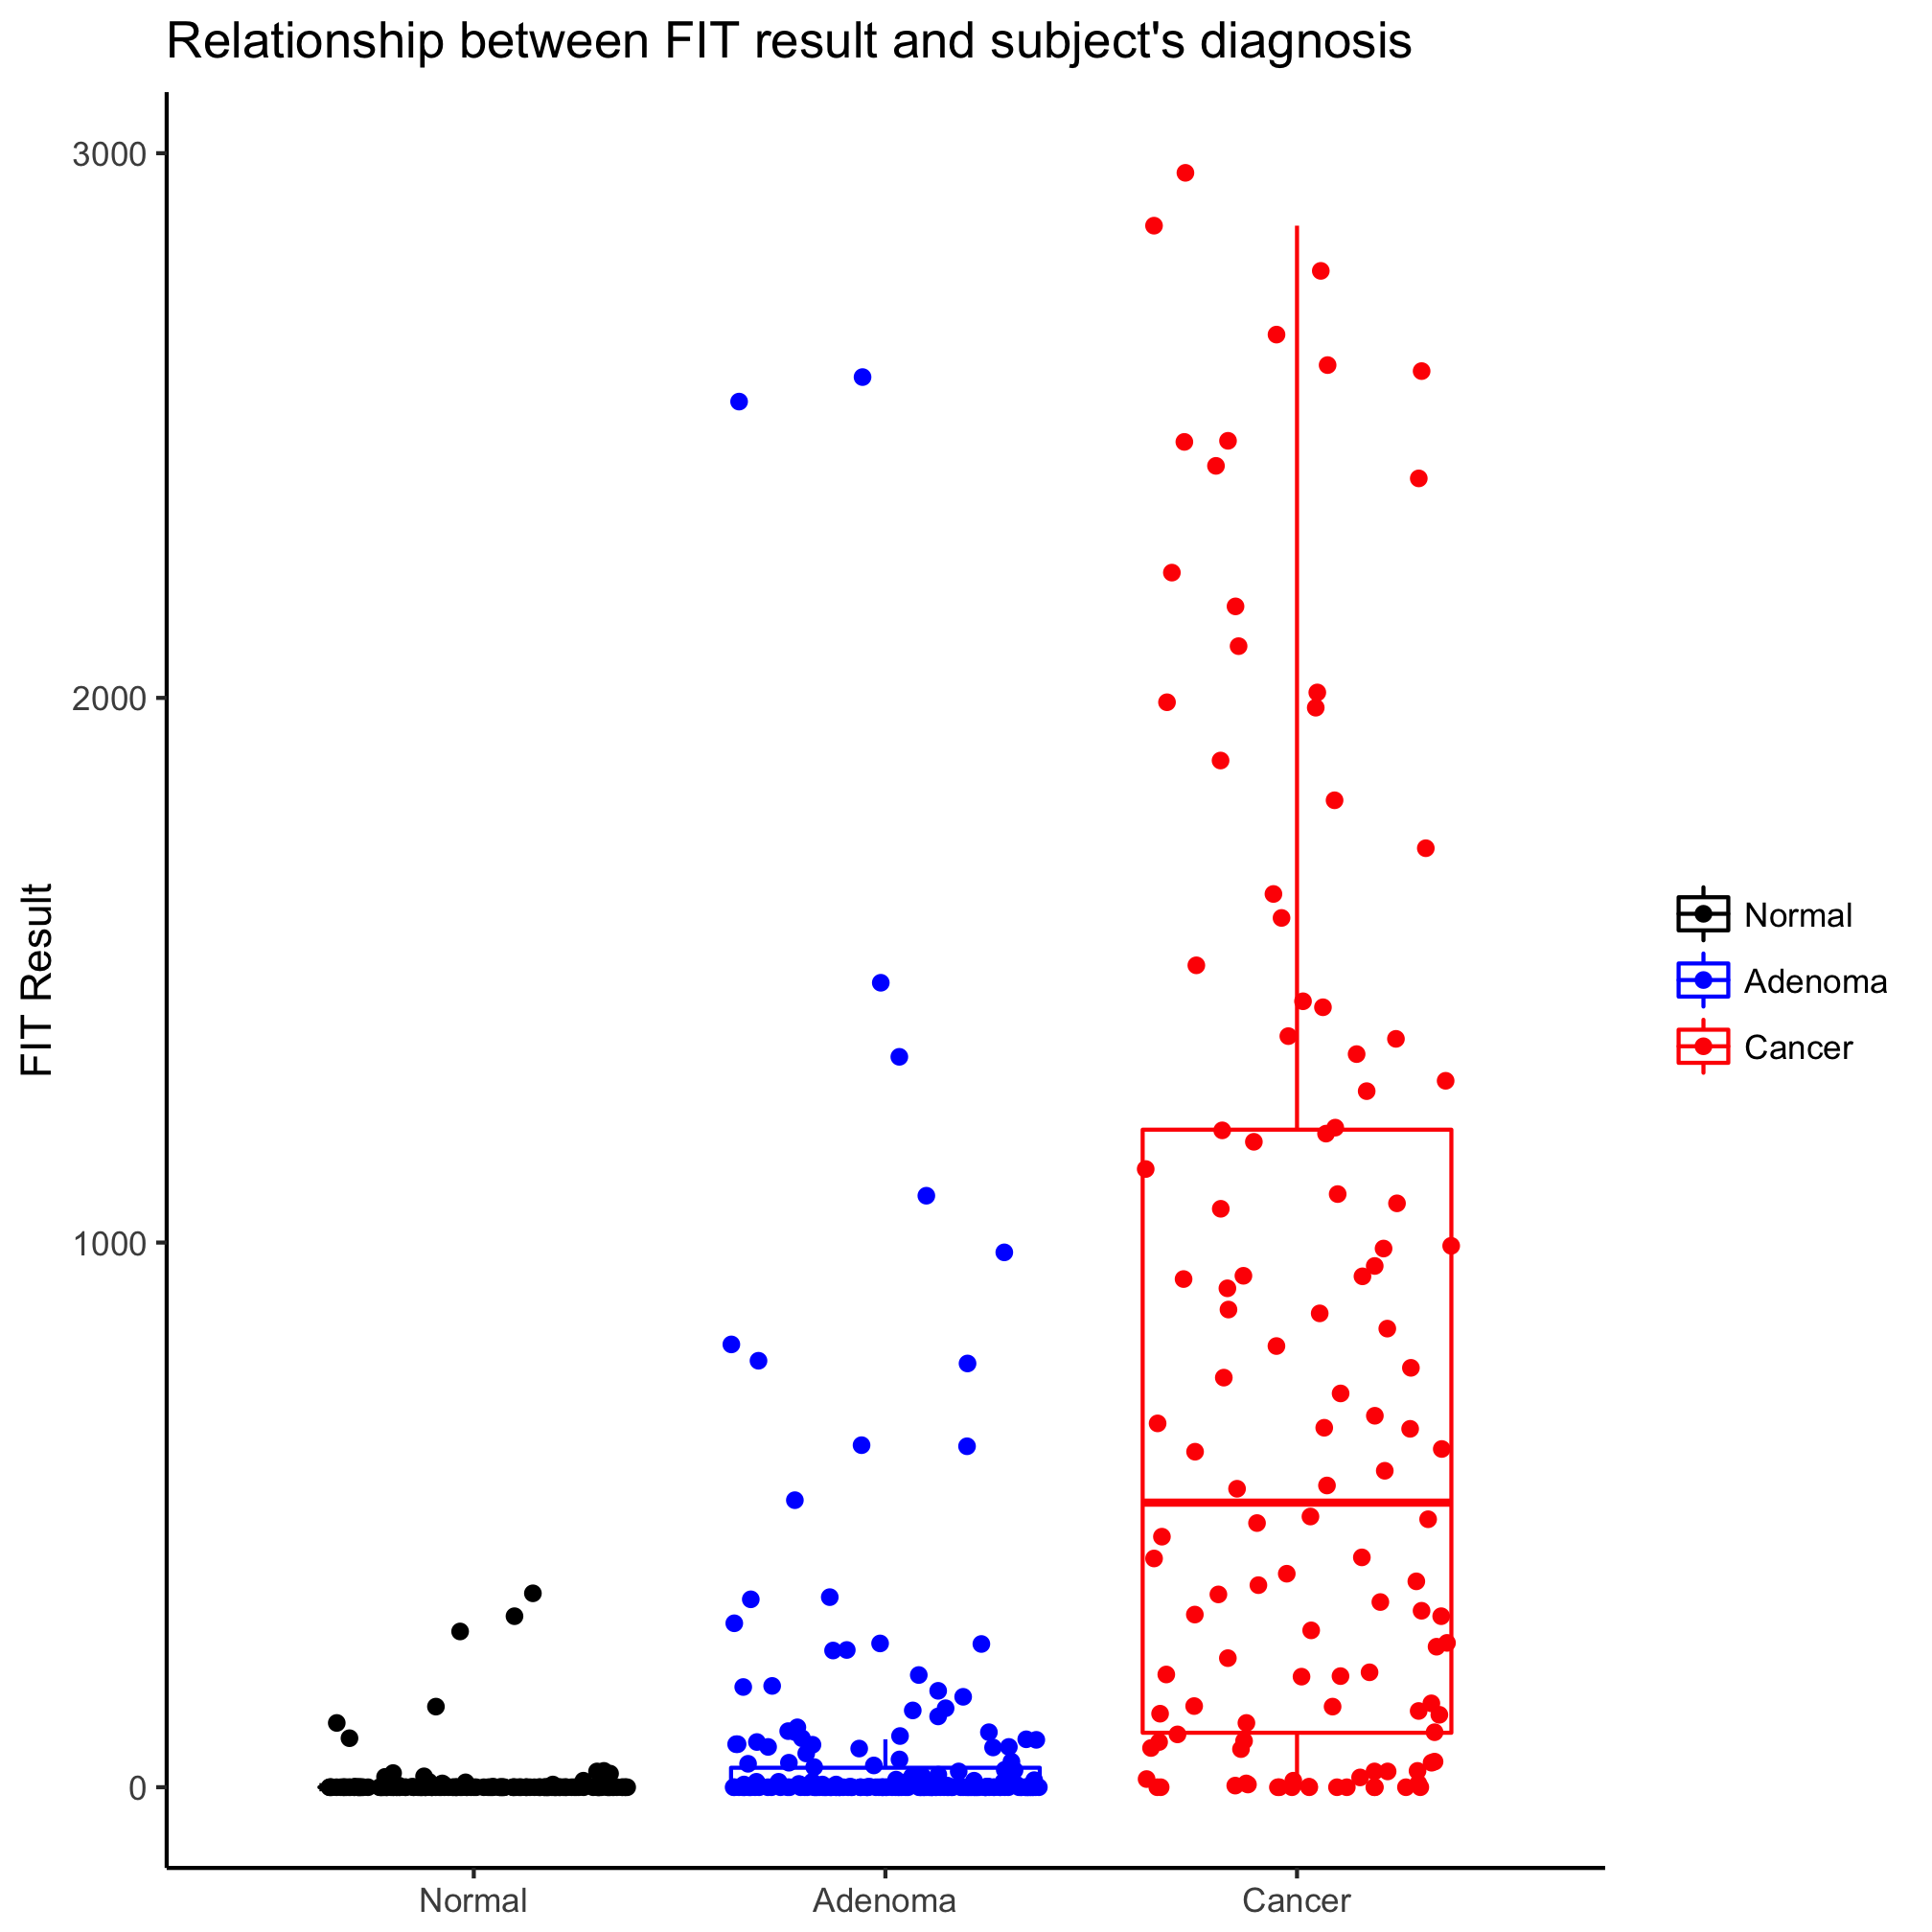 Relationship between FIT result and subject's diagnosis
3000
2000
1000
0
FIT Result
Normal
Adenoma
Cancer
Normal
Adenoma
Cancer